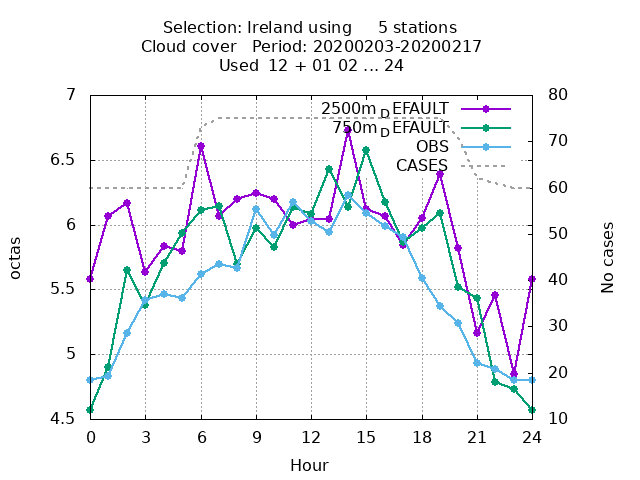 Selection: Ireland using 5 stations
Cloud cover Period: 20200203-20200217
Used 12 + 01 02 ... 24
7
6.5
6
5.5
5
4.5
octas
80
70
60
50
40
30
20
10
No cases
2500m_DEFAULT
750m_DEFAULT
OBS
CASES
0 3 6 9 12 15 18 21 24
Hour